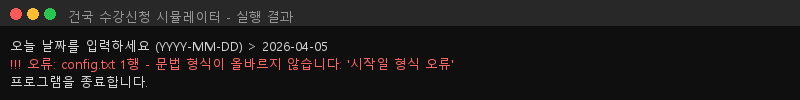 건국 수강신청 시뮬레이터 - 실행 결과
오늘 날짜를 입력하세요 (YYYY-MM-DD) > 2026-04-05
!!! 오류: config.txt 1행 - 문법 형식이 올바르지 않습니다: '시작일 형식 오류'
프로그램을 종료합니다.